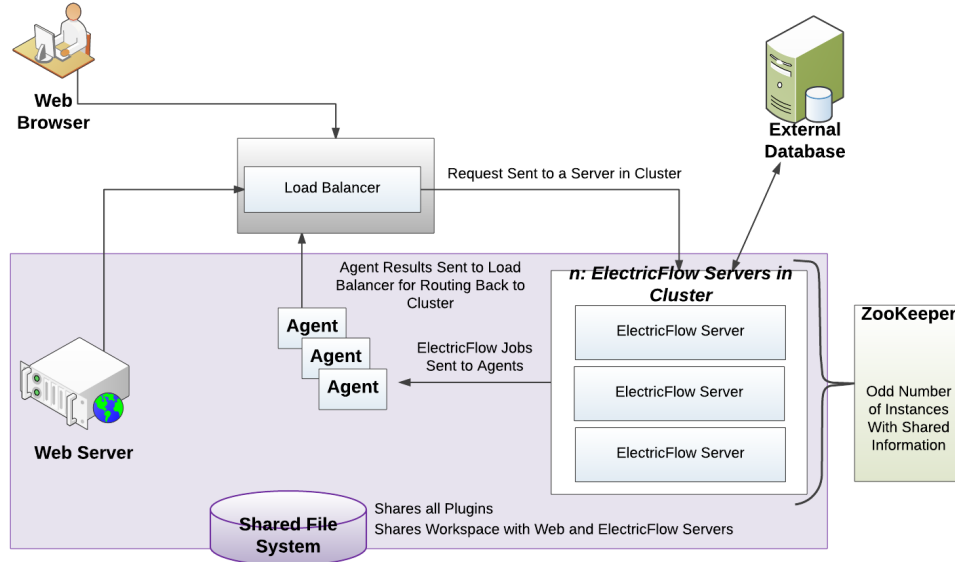 Web
Browser
External
Database
Load Balancer
Request Sent to a Server in Cluster
Agent Results Sent to Load
Balancer for Routing Back to
Cluster
n: ElectricFlow Servers in
Cluster
ElectricFlow Server
ElectricFlow Server
ElectricFlow Server
Agent
Agent
Agent
ElectricFlow Jobs
Sent to Agents
ZooKeeper
Odd Number
of Instances
With Shared
Information
Web Server
Shared File
System
Shares all Plugins
Shares Workspace with Web and ElectricFlow Servers